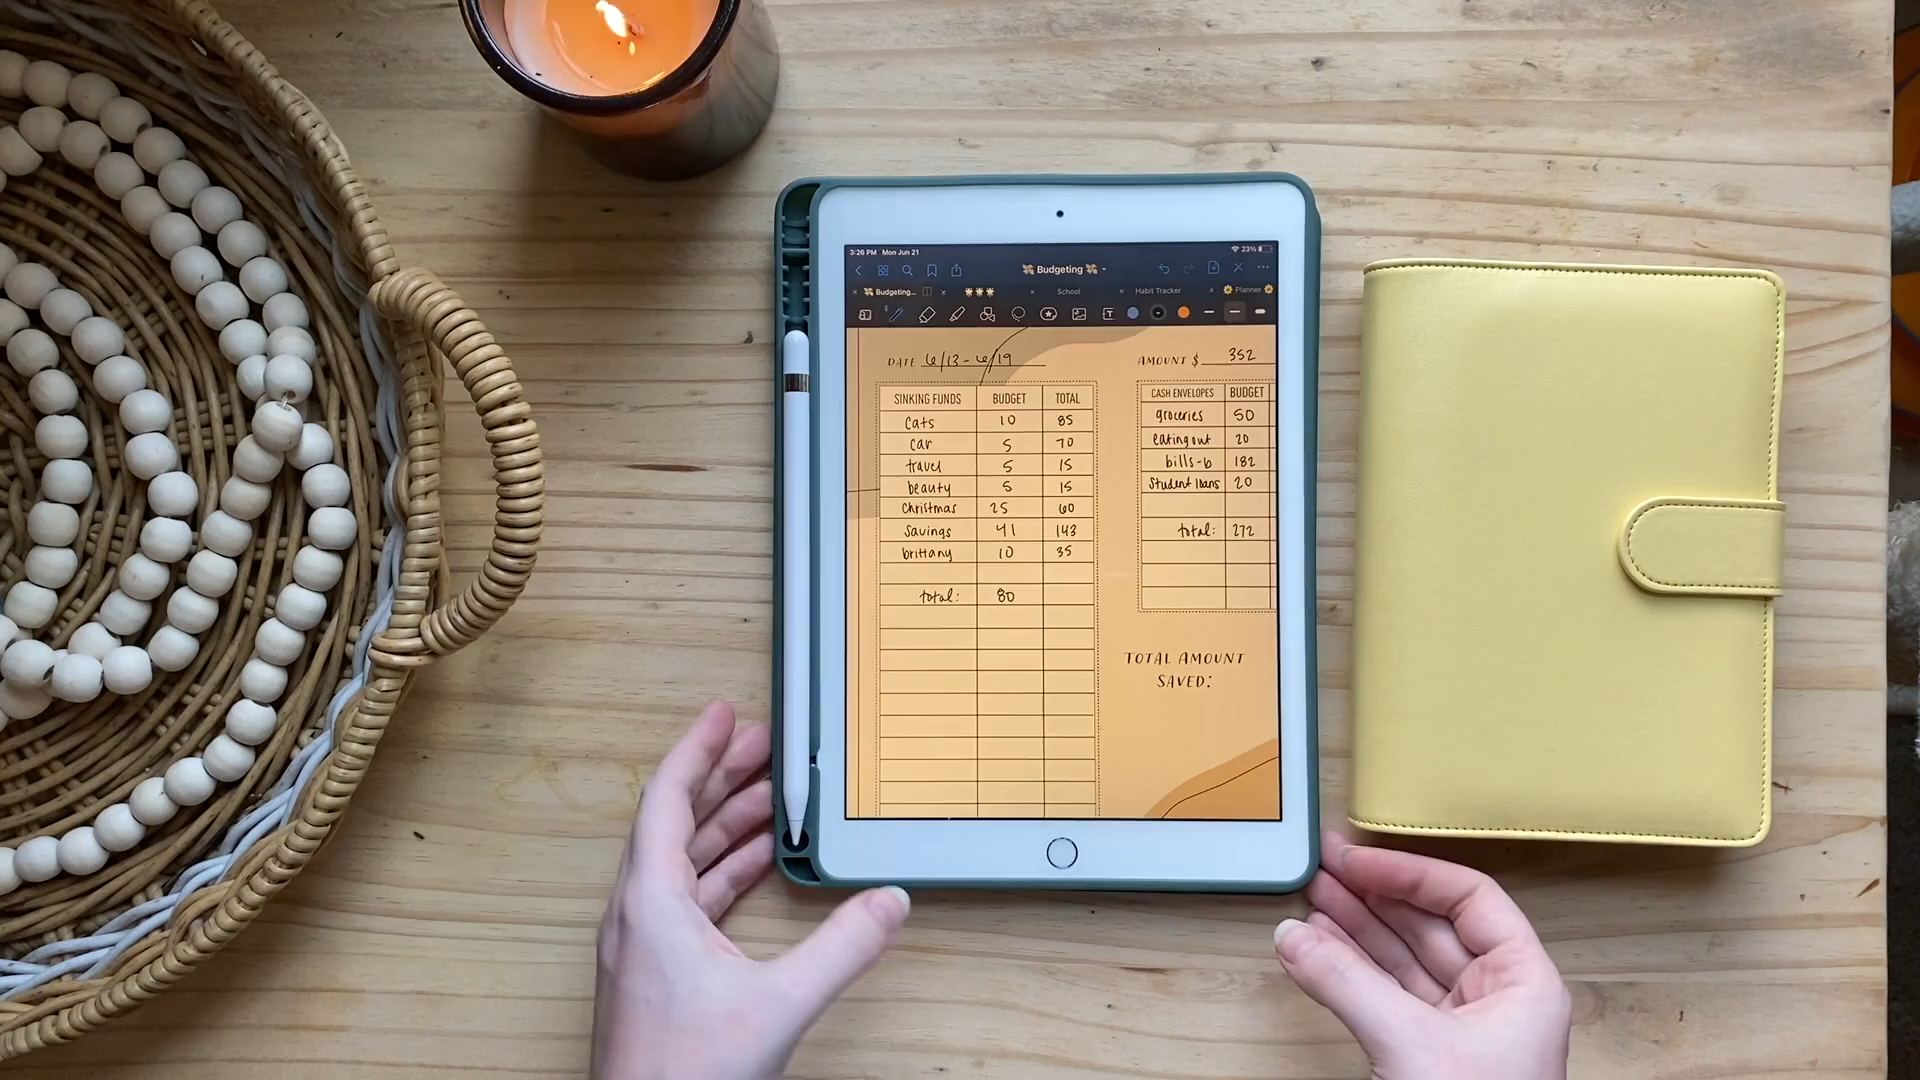 3:26 PM Mon Jun 21 23%
Budgeting
Budgeting... School Habit Tracker Planner
DATE 6/13 - 6/19
AMOUNT $ 352
SINKING FUNDS BUDGET TOTAL
cats 10 85
car 5 70
travel 5 15
beauty 5 15
christmas 25 60
savings 41 143
brittany 10 35
total: 80
CASH ENVELOPES BUDGET
groceries 50
eating out 20
bills-b 182
student loans 20
total: 272
TOTAL AMOUNT
SAVED: